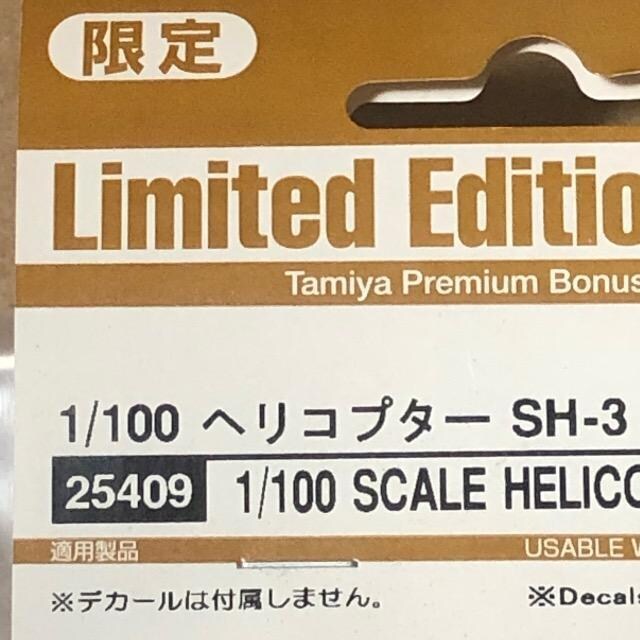 限定
Limited Editio
Tamiya Premium Bonus
1/100 ヘリコプター SH-3
25409 1/100 SCALE HELICO
適用製品 USABLE
※デカールは付属しません。 ※Decals